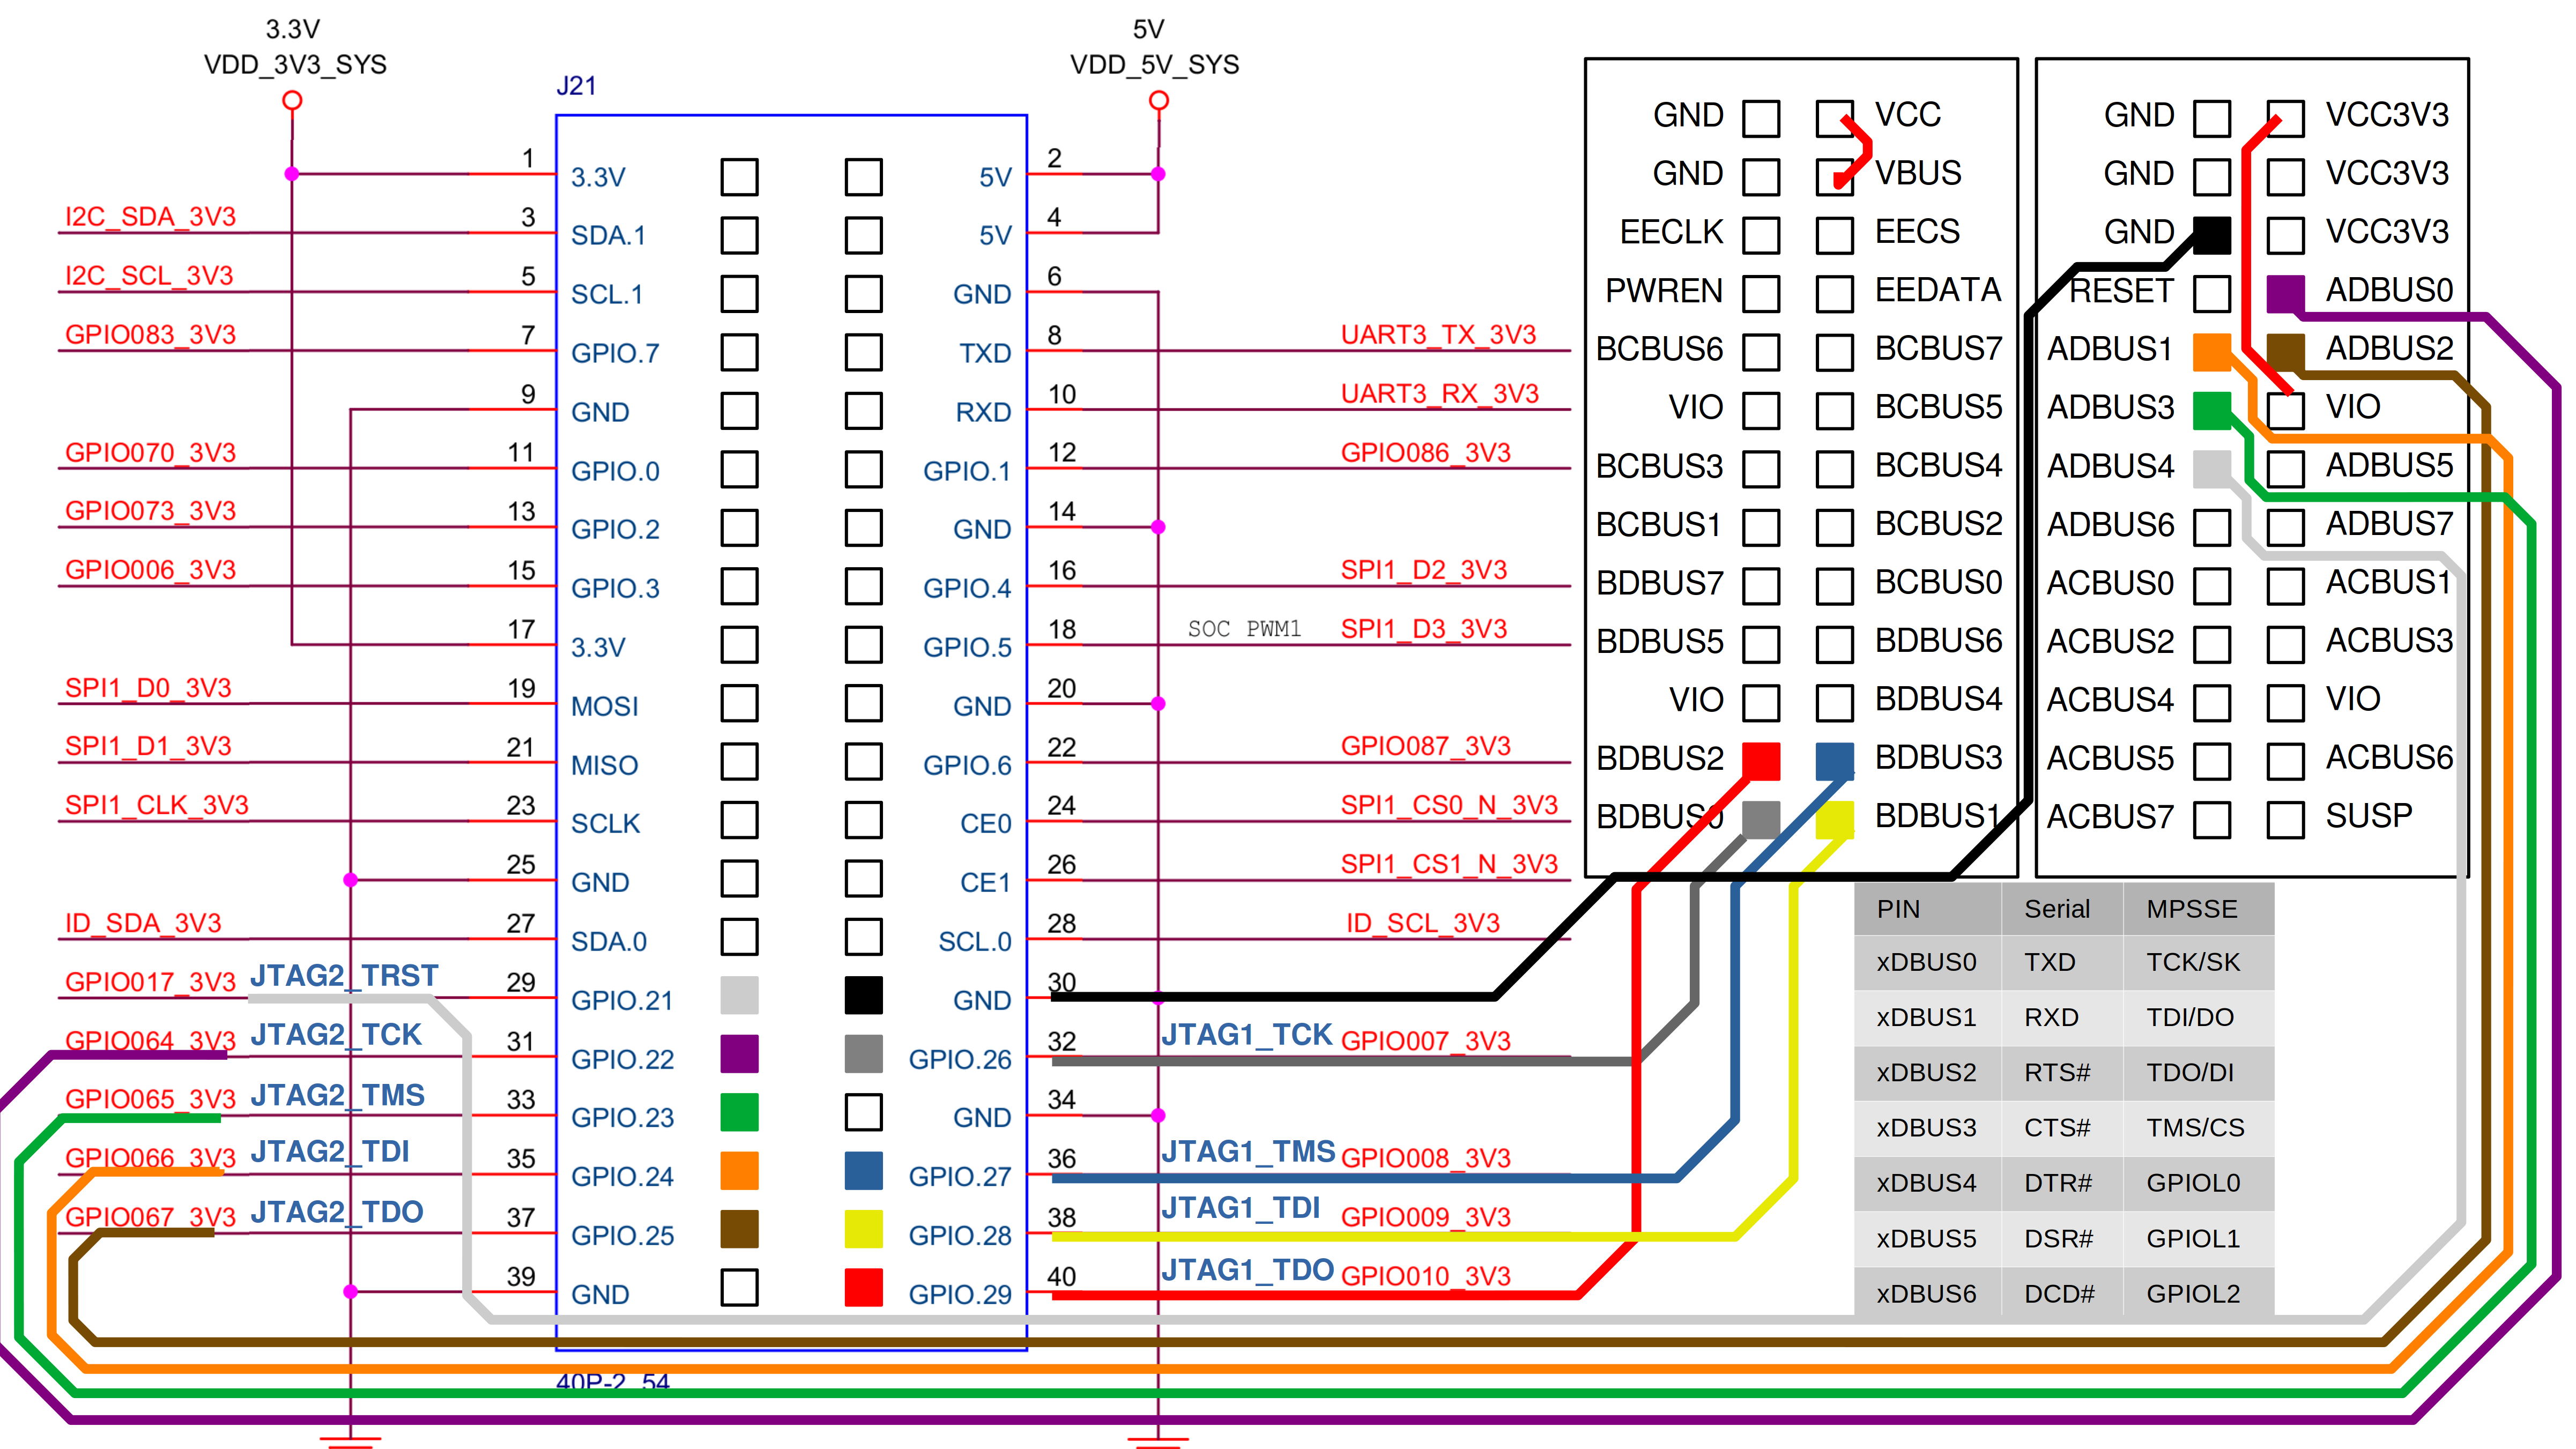 3.3V
VDD_3V3_SYS
5V
VDD_5V_SYS
J21
1 3.3V 5V 2
I2C_SDA_3V3 3 SDA.1 5V 4
I2C_SCL_3V3 5 SCL.1 GND 6
GPIO083_3V3 7 GPIO.7 TXD 8 UART3_TX_3V3
9 GND RXD 10 UART3_RX_3V3
GPIO070_3V3 11 GPIO.0 GPIO.1 12 GPIO086_3V3
GPIO073_3V3 13 GPIO.2 GND 14
GPIO006_3V3 15 GPIO.3 GPIO.4 16 SPI1_D2_3V3
17 3.3V GPIO.5 18 SOC PWM1 SPI1_D3_3V3
SPI1_D0_3V3 19 MOSI GND 20
SPI1_D1_3V3 21 MISO GPIO.6 22 GPIO087_3V3
SPI1_CLK_3V3 23 SCLK CE0 24 SPI1_CS0_N_3V3
25 GND CE1 26 SPI1_CS1_N_3V3
ID_SDA_3V3 27 SDA.0 SCL.0 28 ID_SCL_3V3
GPIO017_3V3 JTAG2_TRST 29 GPIO.21 GND 30
GPIO064_3V3 JTAG2_TCK 31 GPIO.22 GPIO.26 32 JTAG1_TCK GPIO007_3V3
GPIO065_3V3 JTAG2_TMS 33 GPIO.23 GND 34
GPIO066_3V3 JTAG2_TDI 35 GPIO.24 GPIO.27 36 JTAG1_TMS GPIO008_3V3
GPIO067_3V3 JTAG2_TDO 37 GPIO.25 GPIO.28 38 JTAG1_TDI GPIO009_3V3
39 GND GPIO.29 40 JTAG1_TDO GPIO010_3V3
40P-2_54
GND VCC
GND VBUS
EECLK EECS
PWREN EEDATA
BCBUS6 BCBUS7
VIO BCBUS5
BCBUS3 BCBUS4
BCBUS1 BCBUS2
BDBUS7 BCBUS0
BDBUS5 BDBUS6
VIO BDBUS4
BDBUS2 BDBUS3
BDBUS0 BDBUS1
GND VCC3V3
GND VCC3V3
GND VCC3V3
RESET ADBUS0
ADBUS1 ADBUS2
ADBUS3 VIO
ADBUS4 ADBUS5
ADBUS6 ADBUS7
ACBUS0 ACBUS1
ACBUS2 ACBUS3
ACBUS4 VIO
ACBUS5 ACBUS6
ACBUS7 SUSP
PIN Serial MPSSE
xDBUS0 TXD TCK/SK
xDBUS1 RXD TDI/DO
xDBUS2 RTS# TDO/DI
xDBUS3 CTS# TMS/CS
xDBUS4 DTR# GPIOL0
xDBUS5 DSR# GPIOL1
xDBUS6 DCD# GPIOL2